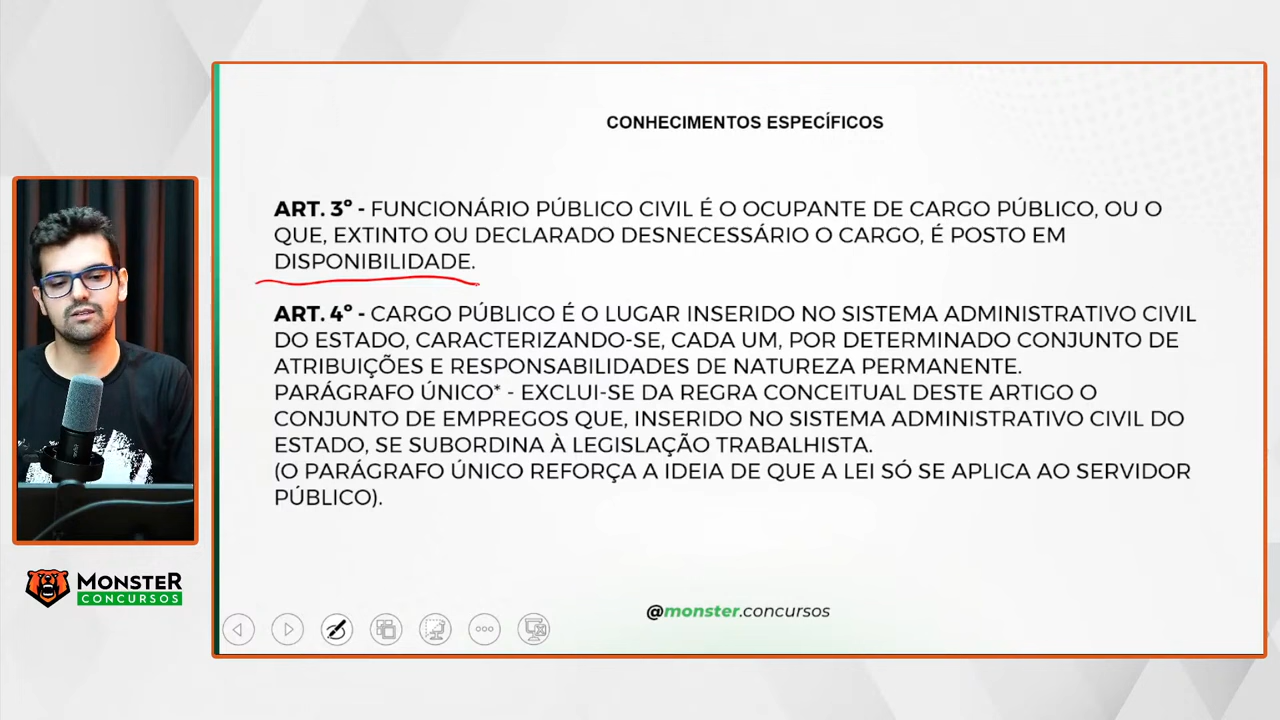 CONHECIMENTOS ESPECÍFICOS
ART. 3º - FUNCIONÁRIO PÚBLICO CIVIL É O OCUPANTE DE CARGO PÚBLICO, OU O
QUE, EXTINTO OU DECLARADO DESNECESSÁRIO O CARGO, É POSTO EM
DISPONIBILIDADE.
ART. 4º - CARGO PÚBLICO É O LUGAR INSERIDO NO SISTEMA ADMINISTRATIVO CIVIL
DO ESTADO, CARACTERIZANDO-SE, CADA UM, POR DETERMINADO CONJUNTO DE
ATRIBUIÇÕES E RESPONSABILIDADES DE NATUREZA PERMANENTE.
PARÁGRAFO ÚNICO* - EXCLUI-SE DA REGRA CONCEITUAL DESTE ARTIGO O
CONJUNTO DE EMPREGOS QUE, INSERIDO NO SISTEMA ADMINISTRATIVO CIVIL DO
ESTADO, SE SUBORDINA À LEGISLAÇÃO TRABALHISTA.
(O PARÁGRAFO ÚNICO REFORÇA A IDEIA DE QUE A LEI SÓ SE APLICA AO SERVIDOR
PÚBLICO).
MONSTER
CONCURSOS
@monster.concursos